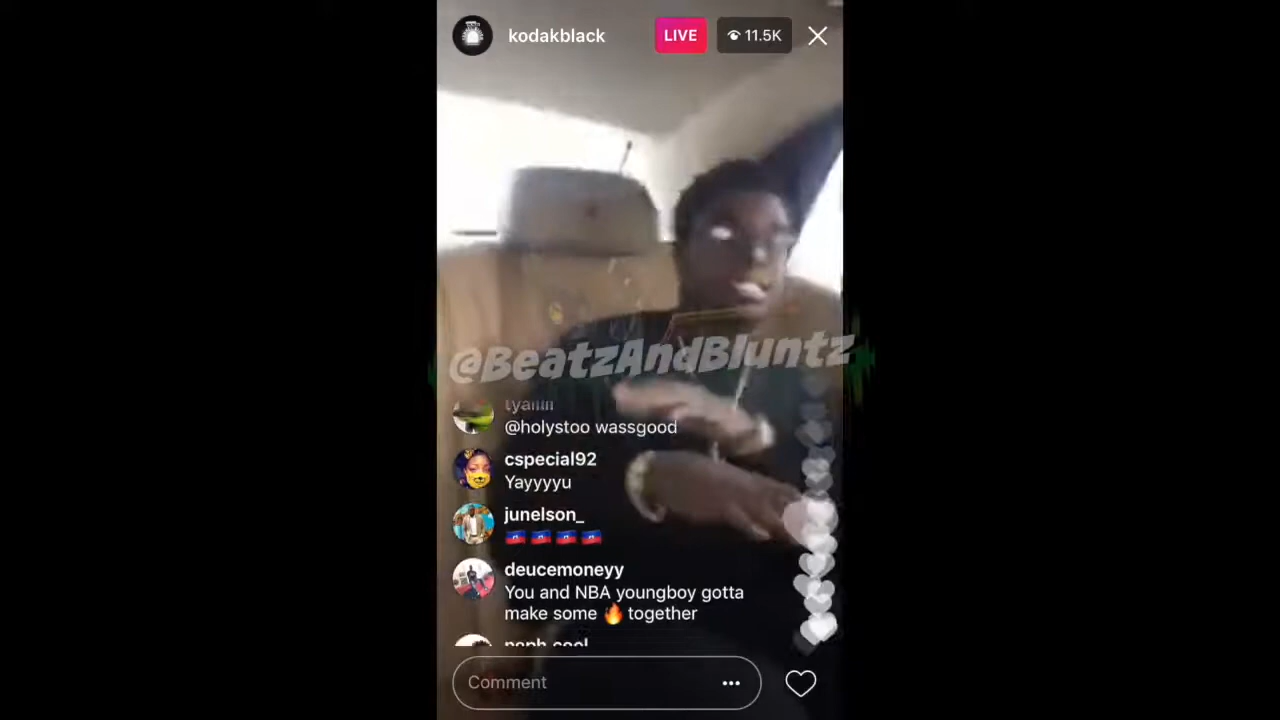 kodakblack
LIVE
11.5K
@BeatzAndBluntz
@holystoo wassgood
cspecial92
Yayyyyu
junelson_
🇭🇹🇭🇹🇭🇹🇭🇹
deucemoneyy
You and NBA youngboy gotta
make some 🔥 together
Comment